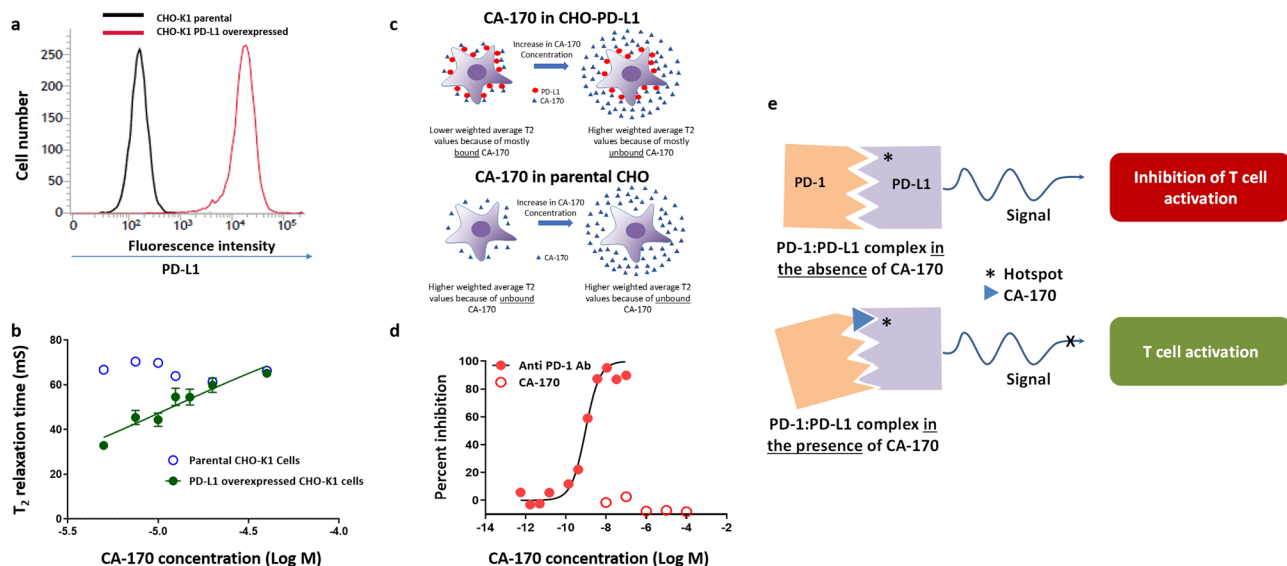 a
CHO-K1 parental
CHO-K1 PD-L1 overexpressed
Cell number
250
200
150
100
50
0
0 10² 10³ 10⁴ 10⁵
Fluorescence intensity
PD-L1
b
T₂ relaxation time (mS)
80
60
40
20
0
Parental CHO-K1 Cells
PD-L1 overexpressed CHO-K1 cells
-5.5 -5.0 -4.5 -4.0
CA-170 concentration (Log M)
c
CA-170 in CHO-PD-L1
Increase in CA-170
Concentration
PD-L1
CA-170
Lower weighted average T2
values because of mostly
bound CA-170
Higher weighted average T2
values because of mostly
unbound CA-170
CA-170 in parental CHO
Increase in CA-170
Concentration
CA-170
Higher weighted average T2
values because of unbound
CA-170
Higher weighted average T2
values because of unbound
CA-170
d
Percent inhibition
100
80
60
40
20
0
Anti PD-1 Ab
CA-170
-14 -12 -10 -8 -6 -4 -2
CA-170 concentration (Log M)
e
PD-1
*
PD-L1
Signal
Inhibition of T cell
activation
PD-1:PD-L1 complex in
the absence of CA-170
* Hotspot
CA-170
*
X
Signal
T cell activation
PD-1:PD-L1 complex in
the presence of CA-170